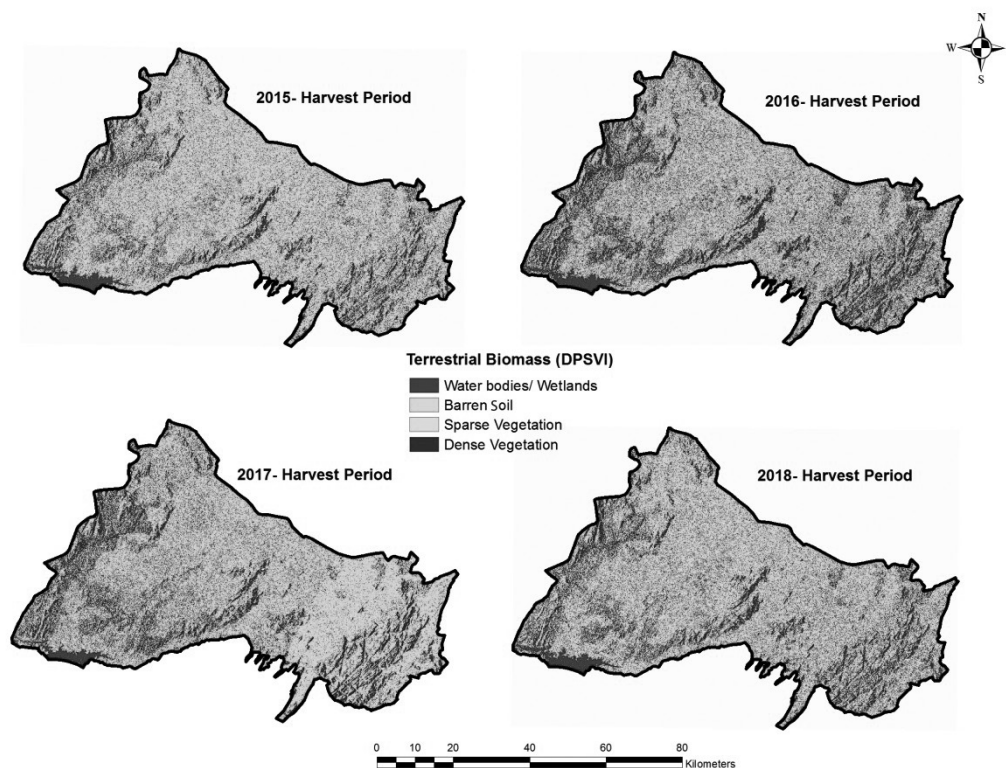 N
W
S
2015- Harvest Period
2016- Harvest Period
Terrestrial Biomass (DPSVI)
Water bodies/ Wetlands
Barren Soil
Sparse Vegetation
Dense Vegetation
2017- Harvest Period
2018- Harvest Period
0 10 20 40 60 80
Kilometers